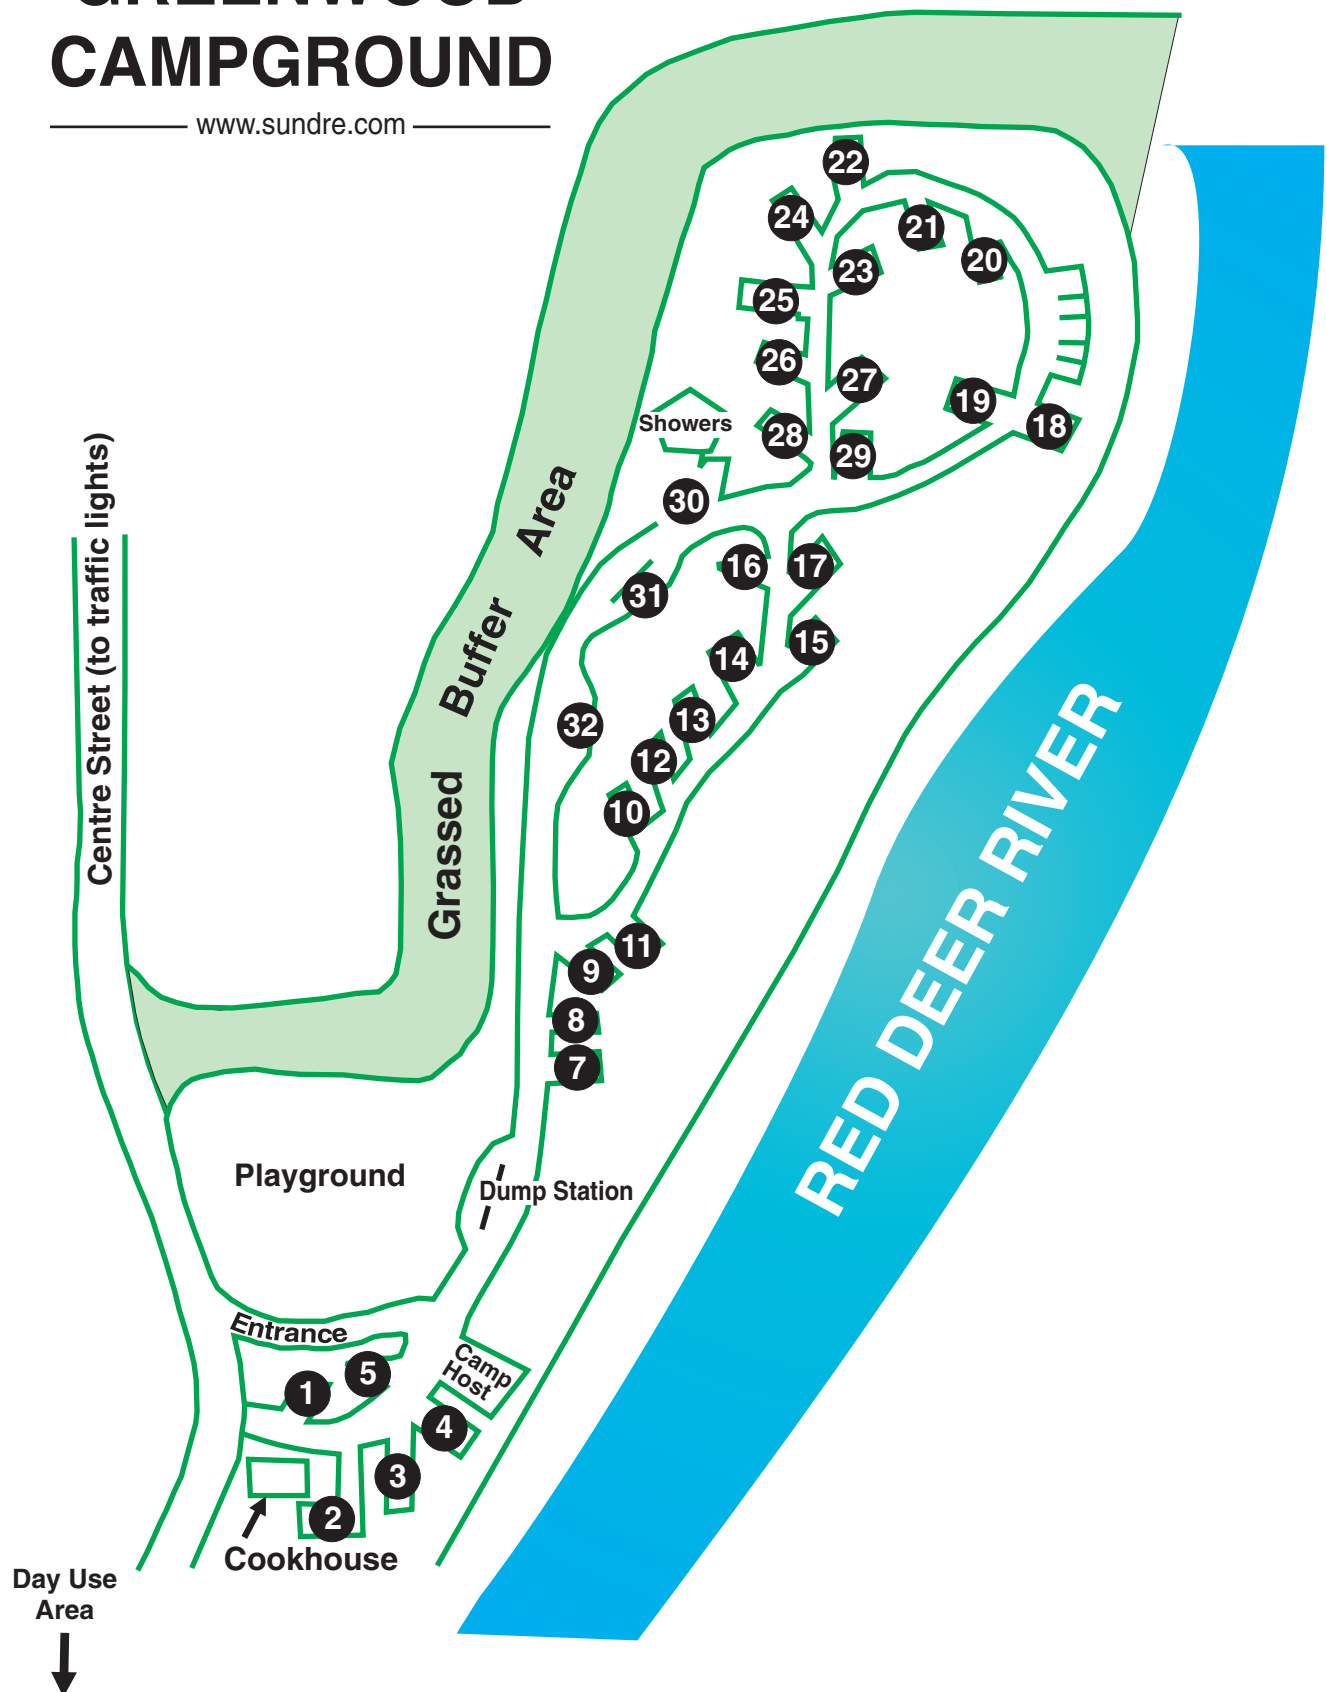 GREENWOOD
CAMPGROUND
www.sundre.com
22
24
21
20
23
25
26
27
19
18
Showers
28
29
30
16
17
31
15
14
32
13
12
10
11
9
8
7
Centre Street (to traffic lights)
Grassed Buffer Area
RED DEER RIVER
Playground
Dump Station
Entrance
5
1
Camp
Host
4
3
2
Cookhouse
Day Use
Area